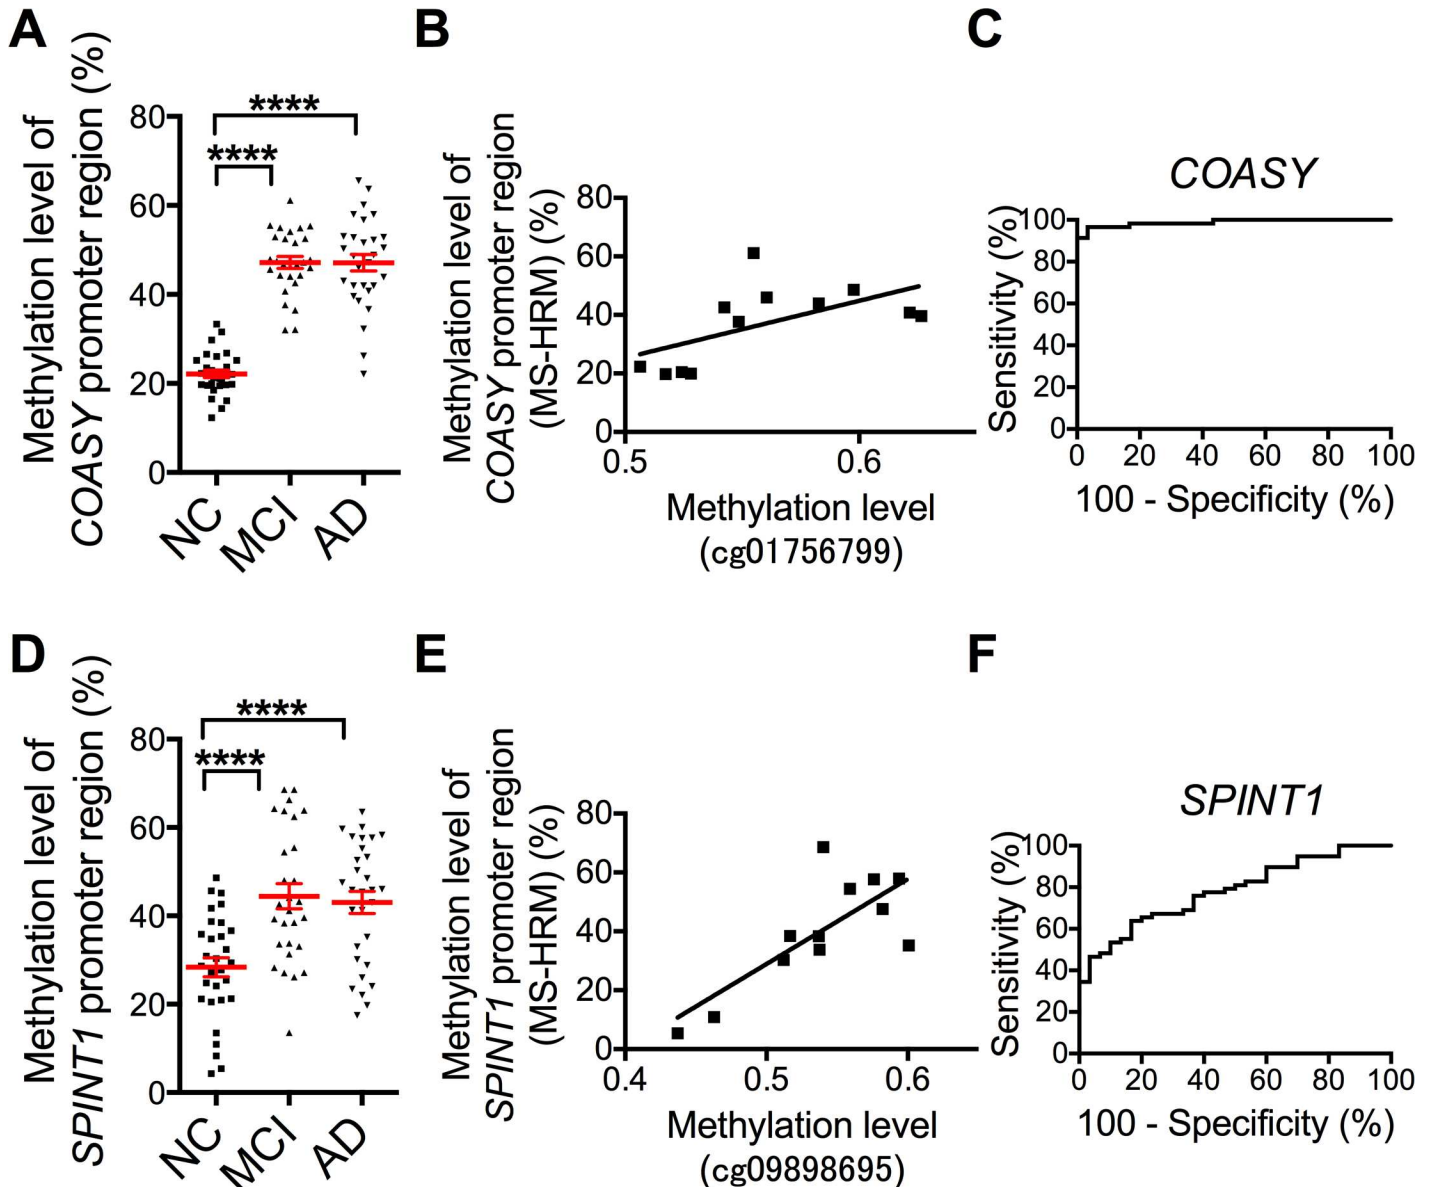 A
Methylation level of
COASY promoter region (%)
80
60
40
20
0
****
****
NC
MCI
AD
B
Methylation level of
COASY promoter region
(MS-HRM) (%)
80
60
40
20
0
0.5
0.6
Methylation level
(cg01756799)
C
COASY
Sensitivity (%)
100
80
60
40
20
0
0 20 40 60 80 100
100 - Specificity (%)
D
Methylation level of
SPINT1 promoter region (%)
80
60
40
20
0
****
****
NC
MCI
AD
E
Methylation level of
SPINT1 promoter region
(MS-HRM) (%)
80
60
40
20
0
0.4 0.5 0.6
Methylation level
(cg09898695)
F
SPINT1
Sensitivity (%)
100
80
60
40
20
0
0 20 40 60 80 100
100 - Specificity (%)